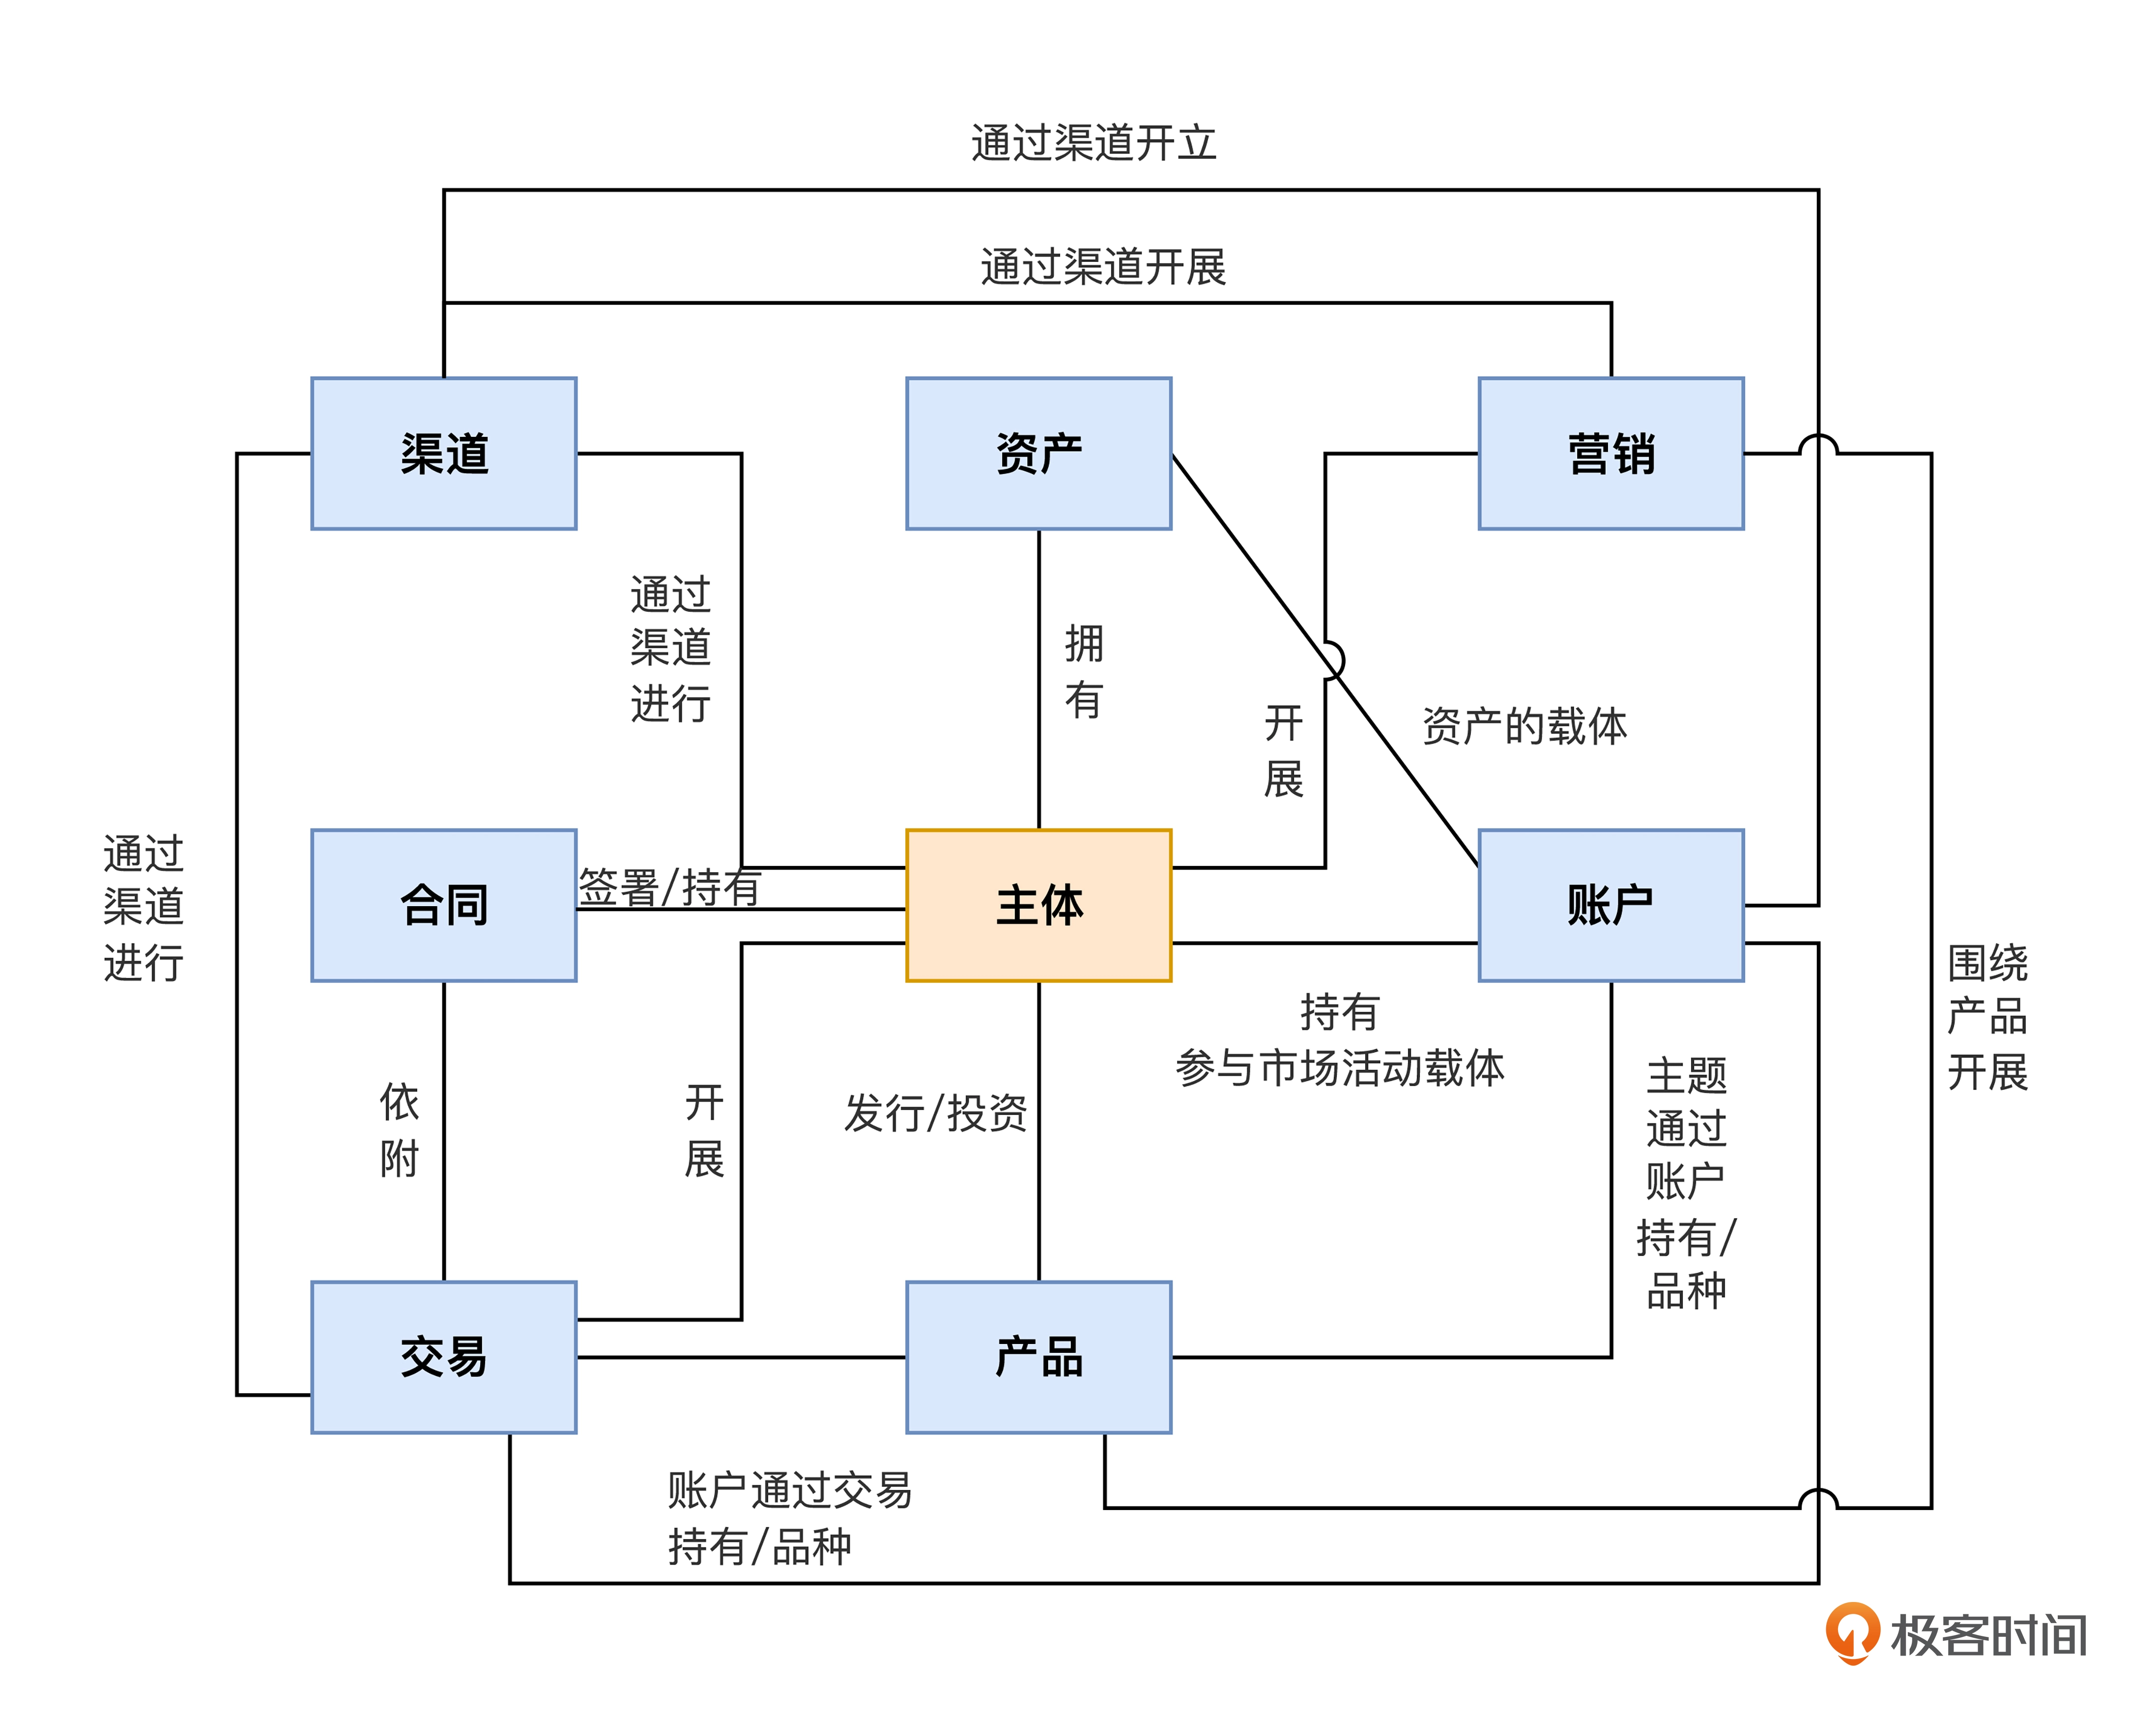 通过渠道开立
通过渠道开展
渠道
资产
营销
通过
渠道
进行
拥
有
开
展
资产的载体
通过
渠道
进行
合同
签署/持有
主体
账户
围绕
产品
开展
持有
参与市场活动载体
依
附
开
展
发行/投资
主题
通过
账户
持有/
品种
交易
产品
账户通过交易
持有/品种
极客时间